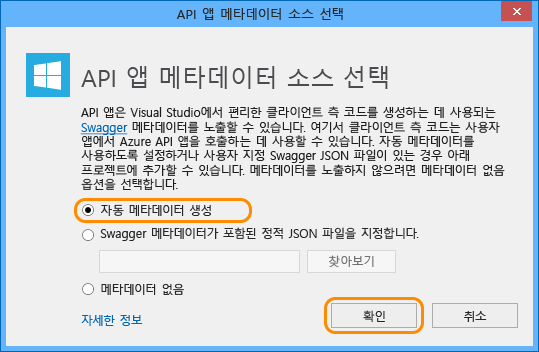 API 앱 메타데이터 소스 선택
API 앱 메타데이터 소스 선택
API 앱은 Visual Studio에서 편리한 클라이언트 측 코드를 생성하는 데 사용되는
Swagger 메타데이터를 노출할 수 있습니다. 여기서 클라이언트 측 코드는 사용자
앱에서 Azure API 앱을 호출하는 데 사용할 수 있습니다. 자동 메타데이터를
사용하도록 설정하거나 사용자 지정 Swagger JSON 파일이 있는 경우 아래
프로젝트에 추가할 수 있습니다. 메타데이터를 노출하지 않으려면 메타데이터 없음
옵션을 선택합니다.
자동 메타데이터 생성
Swagger 메타데이터가 포함된 정적 JSON 파일을 지정합니다.
찾아보기
메타데이터 없음
자세한 정보
확인
취소